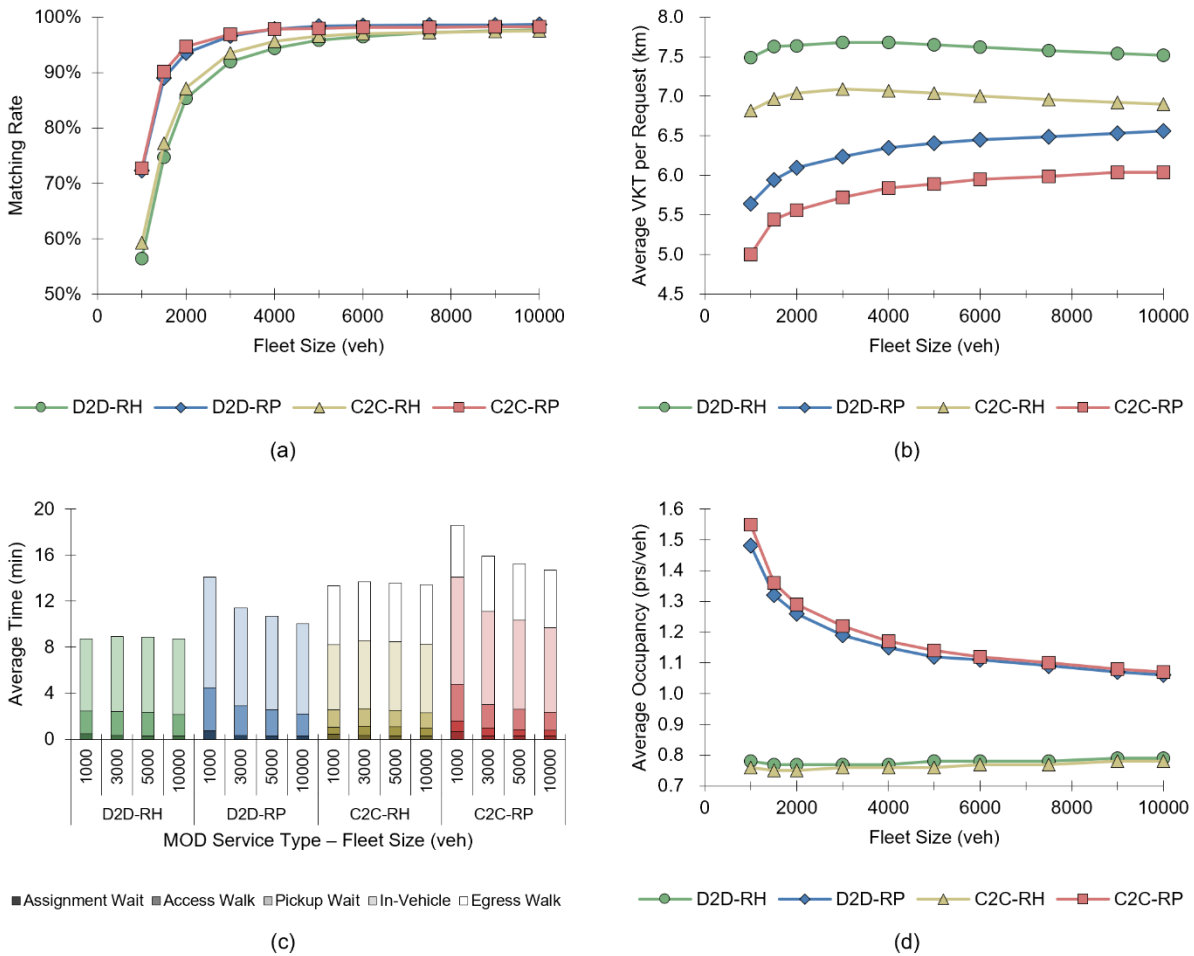 100%
90%
80%
70%
60%
50%
Matching Rate
0 2000 4000 6000 8000 10000
Fleet Size (veh)
D2D-RH D2D-RP C2C-RH C2C-RP
(a)
8.0
7.5
7.0
6.5
6.0
5.5
5.0
4.5
Average VKT per Request (km)
0 2000 4000 6000 8000 10000
Fleet Size (veh)
D2D-RH D2D-RP C2C-RH C2C-RP
(b)
20
16
12
8
4
0
Average Time (min)
1000 3000 5000 10000 1000 3000 5000 10000 1000 3000 5000 10000 1000 3000 5000 10000
D2D-RH D2D-RP C2C-RH C2C-RP
MOD Service Type – Fleet Size (veh)
Assignment Wait Access Walk Pickup Wait In-Vehicle Egress Walk
(c)
1.6
1.5
1.4
1.3
1.2
1.1
1.0
0.9
0.8
0.7
Average Occupancy (prs/veh)
0 2000 4000 6000 8000 10000
Fleet Size (veh)
D2D-RH D2D-RP C2C-RH C2C-RP
(d)